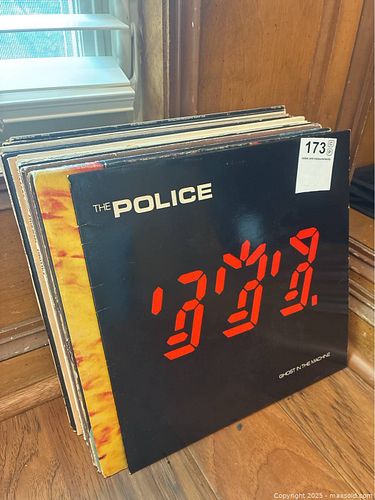 173
THE POLICE
GHOST IN THE MACHINE
Copyright 2025 - maxsold.com